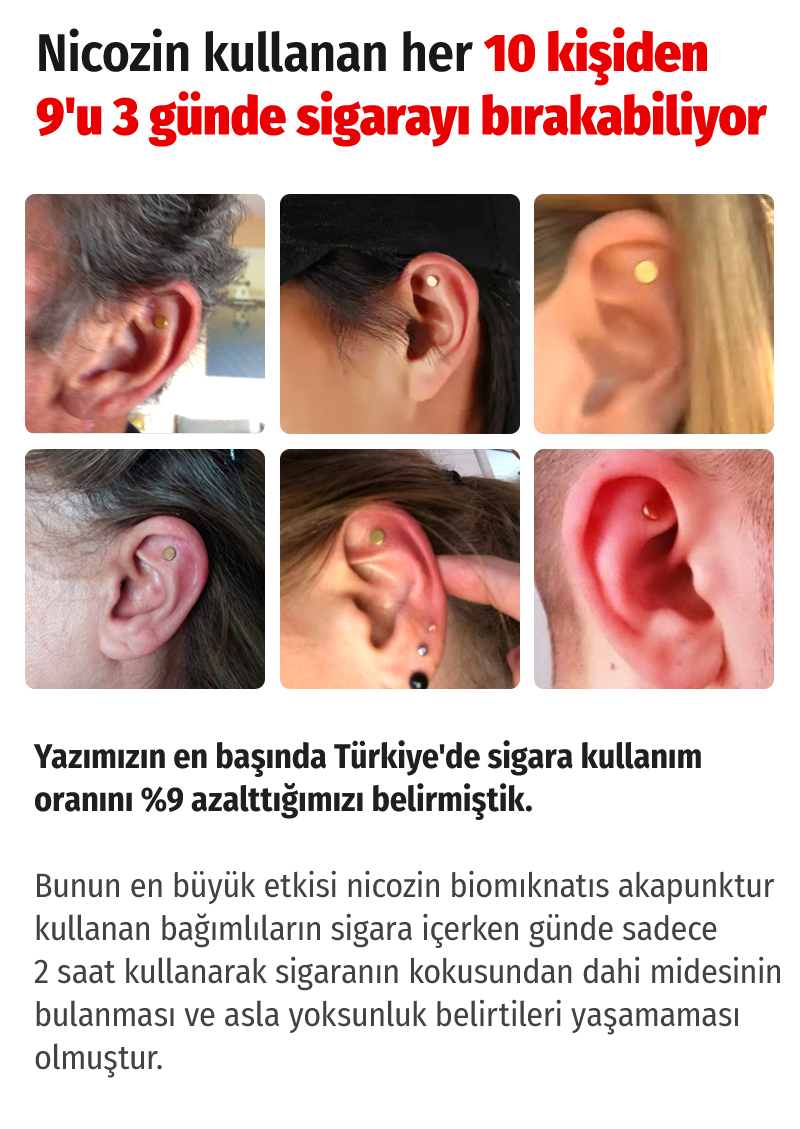 Nicozin kullanan her 10 kişiden
9'u 3 günde sigarayı bırakabiliyor
Yazımızın en başında Türkiye'de sigara kullanım
oranını %9 azalttığımızı belirmiştik.
Bunun en büyük etkisi nicozin biomıknatıs akapunktur
kullanan bağımlıların sigara içerken günde sadece
2 saat kullanarak sigaranın kokusundan dahi midesinin
bulanması ve asla yoksunluk belirtileri yaşamaması
olmuştur.